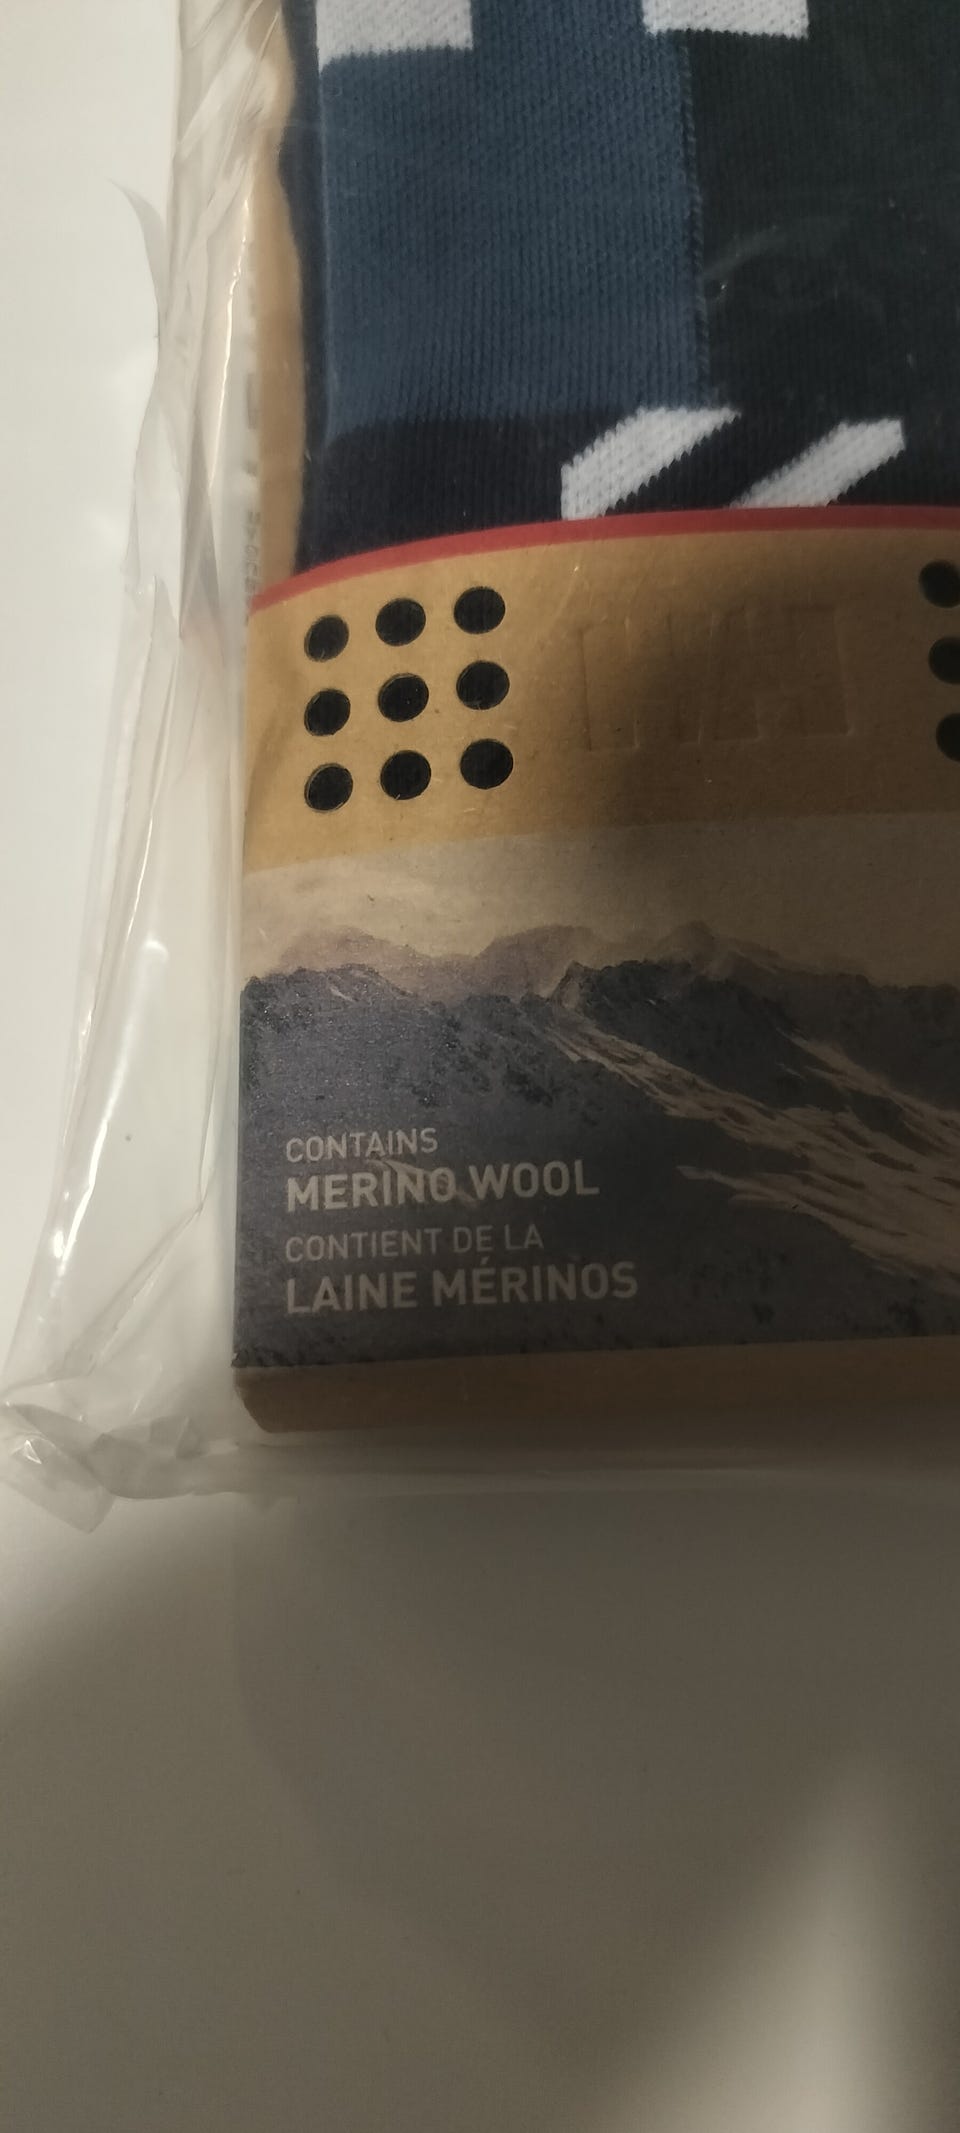 CONTAINS
MERINO WOOL
CONTIENT DE LA
LAINE MÉRINOS